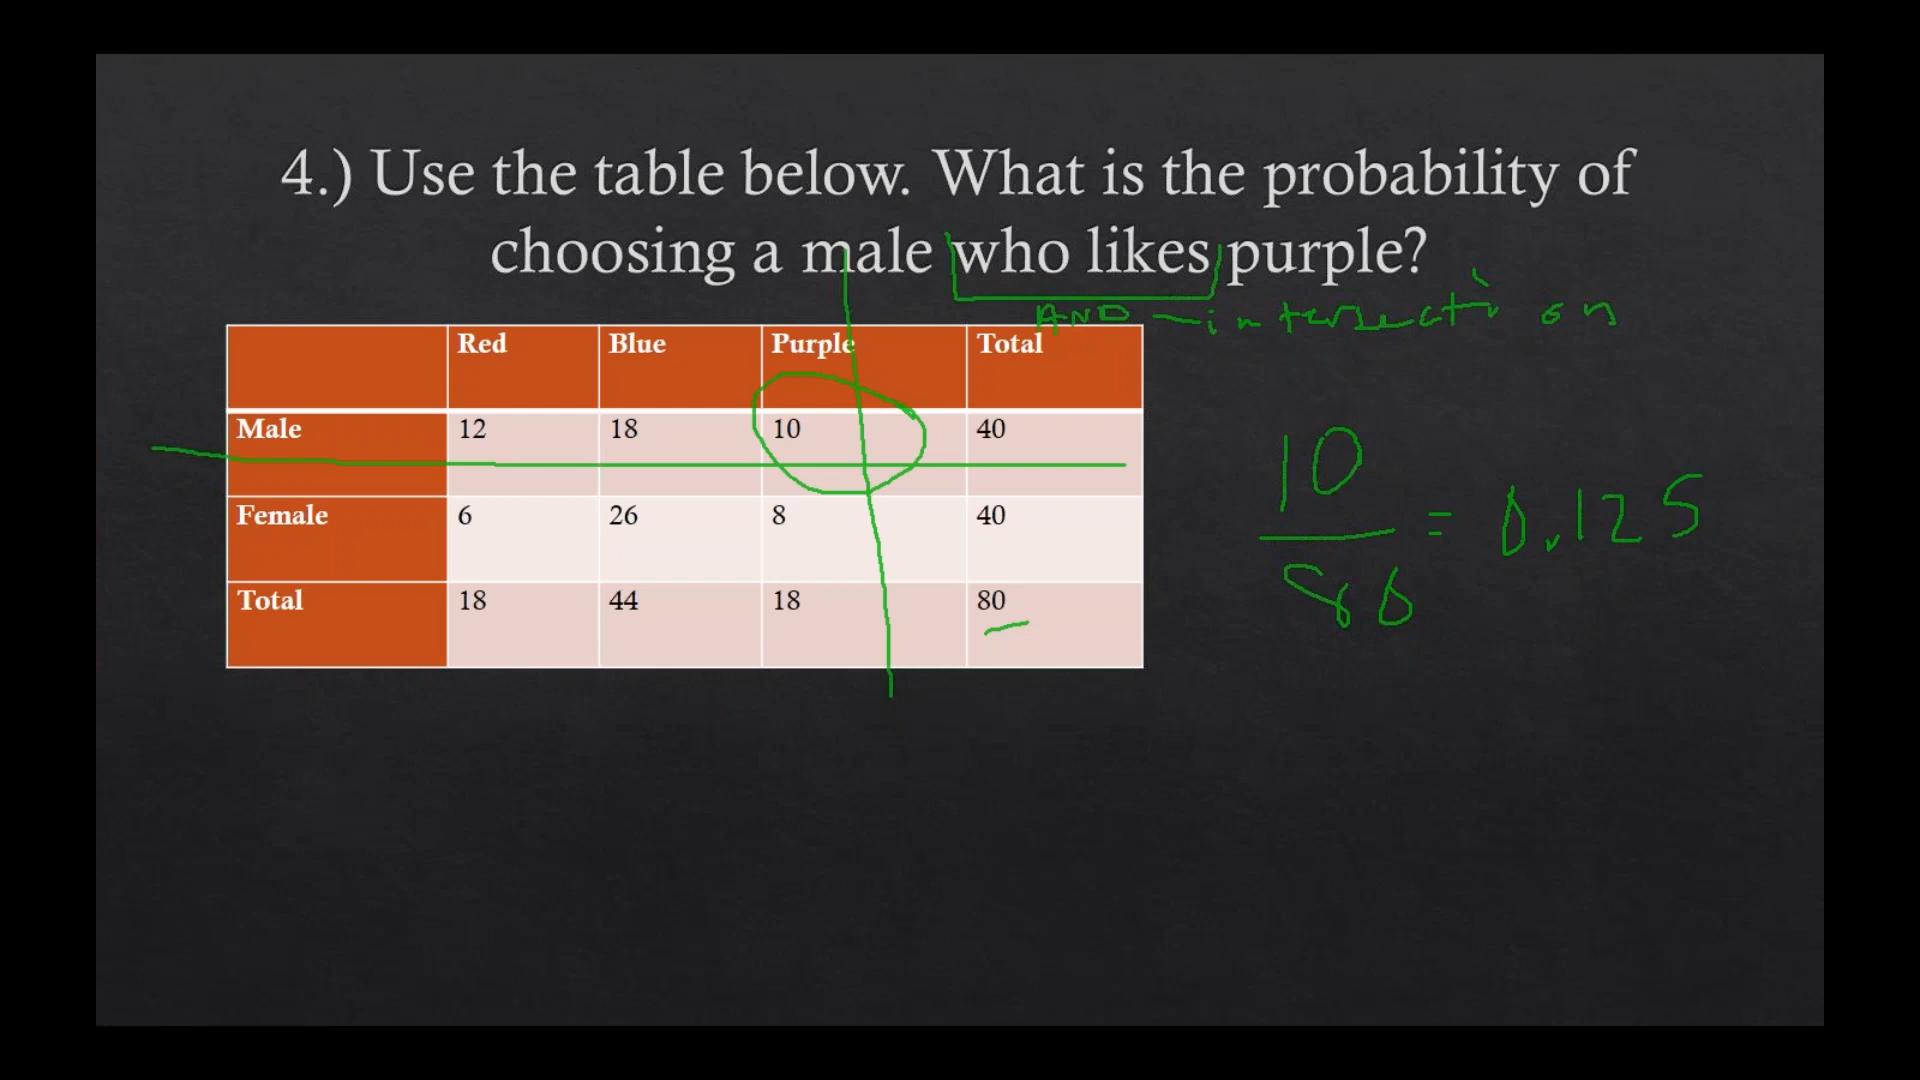 4.) Use the table below. What is the probability of
choosing a male who likes purple?
AND - intersection
Red Blue Purple Total
Male 12 18 10 40
Female 6 26 8 40
Total 18 44 18 80
10
80
= 0.125